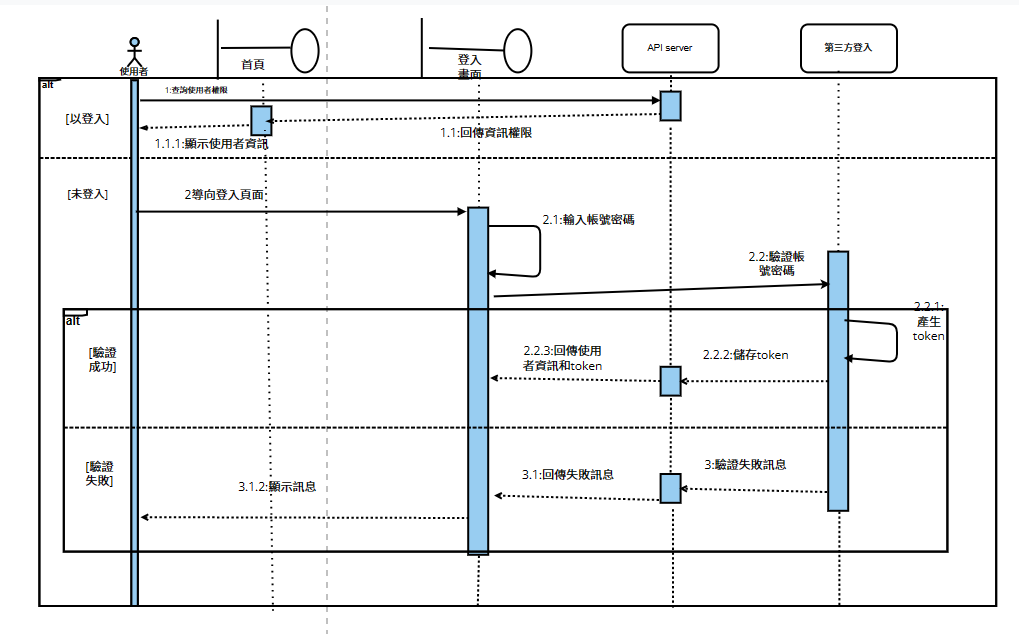 使用者
首頁
登入
畫面
API server
第三方登入
alt
1:查詢使用者權限
[以登入]
1.1:回傳資訊權限
1.1.1:顯示使用者資訊
[未登入]
2導向登入頁面
2.1:輸入帳號密碼
2.2:驗證帳
號密碼
alt
2.2.1:
產生
token
[驗證
成功]
2.2.3:回傳使用
者資訊和token
2.2.2:儲存token
[驗證
失敗]
3:驗證失敗訊息
3.1:回傳失敗訊息
3.1.2:顯示訊息